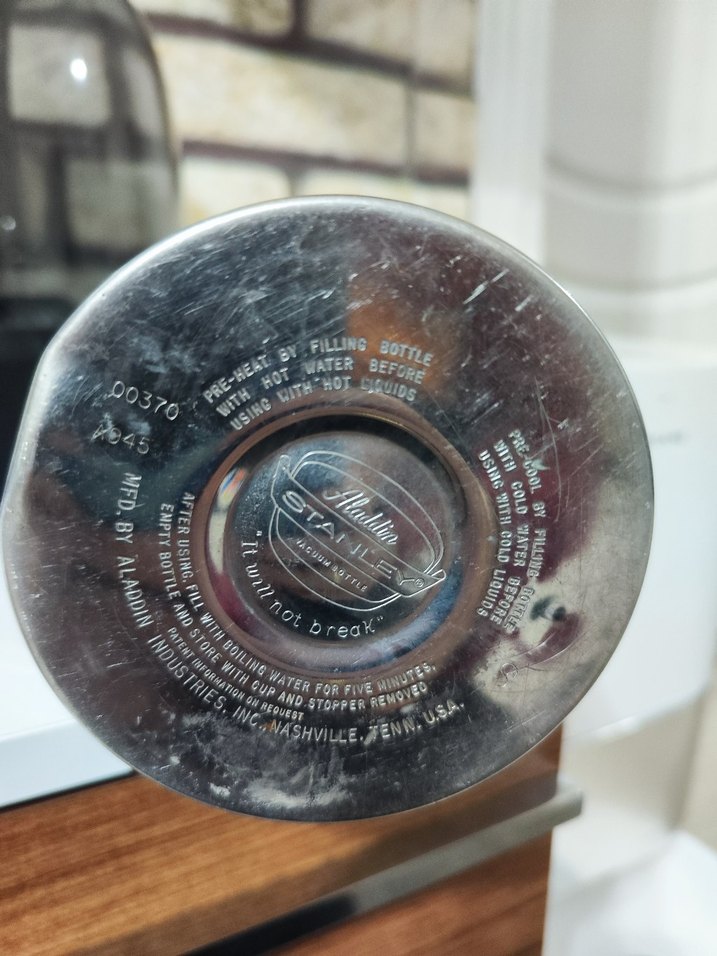 PRE-HEAT BY FILLING BOTTLE
WITH HOT WATER BEFORE
USING WITH HOT LIQUIDS
PRE-COOL BY FILLING BOTTLE
WITH COLD WATER BEFORE
USING WITH COLD LIQUIDS
00370
Aladdin
STANLEY
®
VACUUM BOTTLE
"It will not break"
AFTER USING, FILL WITH BOILING WATER FOR FIVE MINUTES,
EMPTY BOTTLE AND STORE WITH CUP AND STOPPER REMOVED
PATENT INFORMATION ON REQUEST
MFD. BY ALADDIN INDUSTRIES, INC., NASHVILLE, TENN. U.S.A.